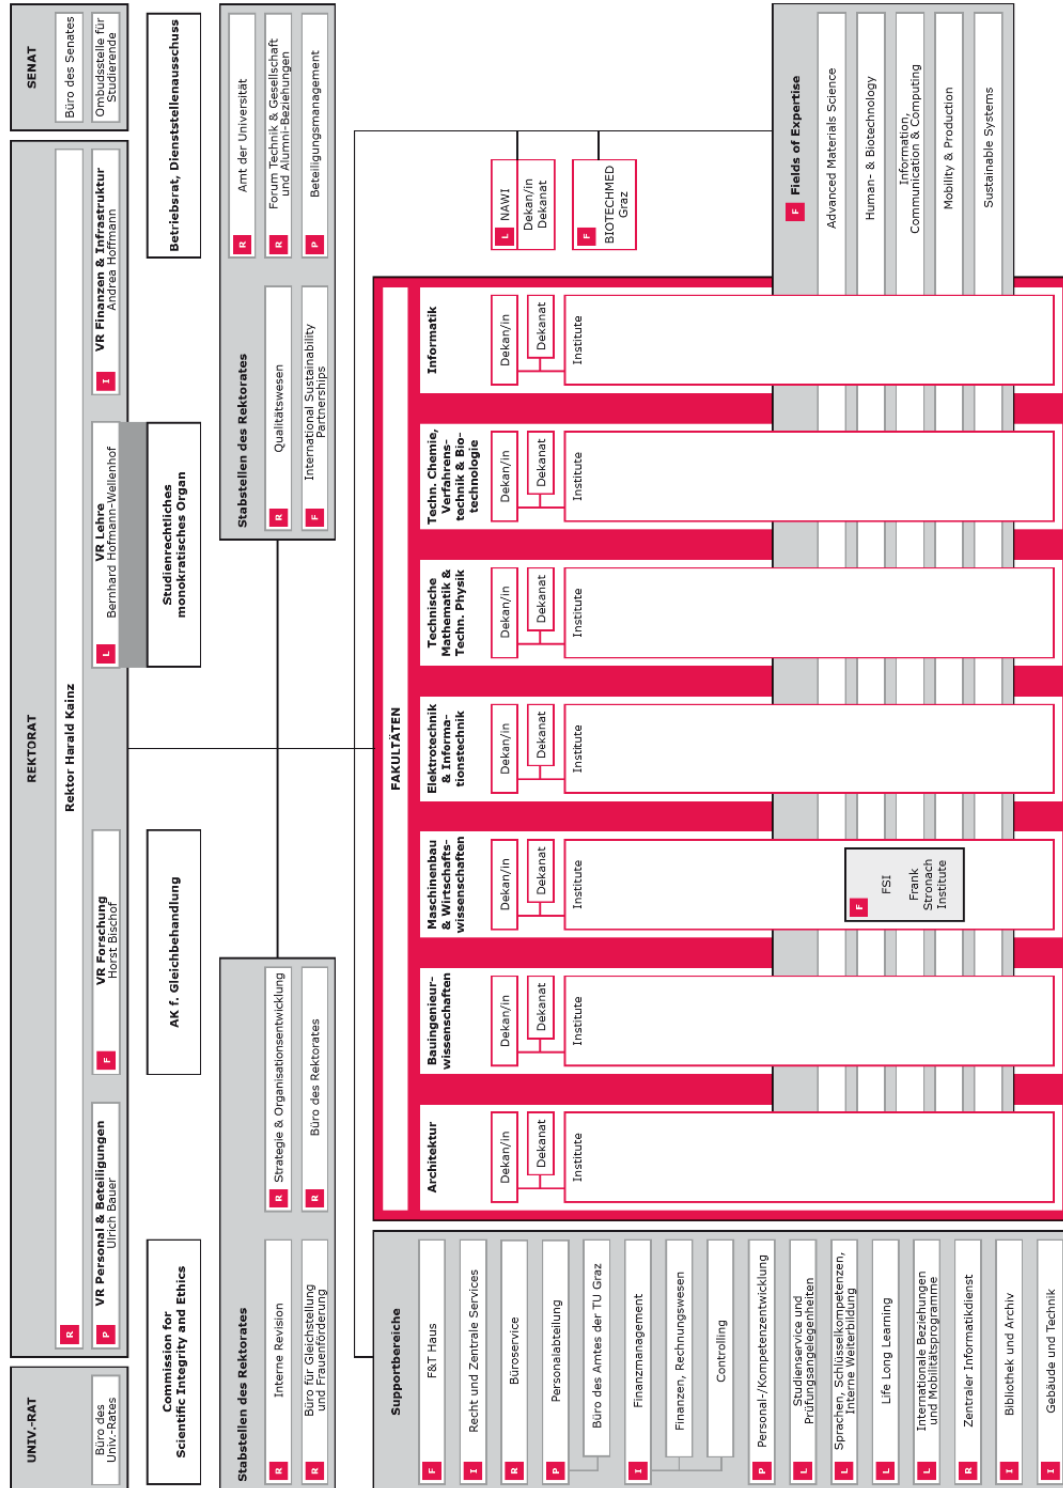 UNIV.-RAT
Büro des
Univ.-Rates
REKTORAT
R
Rektor Harald Kainz
P
VR Personal & Beteiligungen
Ulrich Bauer
F
VR Forschung
Horst Bischof
L
VR Lehre
Bernhard Hofmann-Wellenhof
I
VR Finanzen & Infrastruktur
Andrea Hoffmann
SENAT
Büro des Senates
Ombudsstelle für
Studierende
Commission for
Scientific Integrity and Ethics
AK f. Gleichbehandlung
Studienrechtliches
monokratisches Organ
Betriebsrat, Dienststellenausschuss
Stabstellen des Rektorates
R
Interne Revision
R
Strategie & Organisationsentwicklung
R
Büro für Gleichstellung
und Frauenförderung
R
Büro des Rektorates
Stabstellen des Rektorates
R
Amt der Universität
R
Qualitätswesen
R
Forum Technik & Gesellschaft
und Alumni-Beziehungen
F
International Sustainability
Partnerships
P
Beteiligungsmanagement
Supportbereiche
F
F&T Haus
I
Recht und Zentrale Services
R
Büroservice
P
Personalabteilung
Büro des Amtes der TU Graz
I
Finanzmanagement
Finanzen, Rechnungswesen
Controlling
P
Personal-/Kompetenzentwicklung
L
Studienservice und
Prüfungsangelegenheiten
L
Sprachen, Schlüsselkompetenzen,
Interne Weiterbildung
L
Life Long Learning
L
Internationale Beziehungen
und Mobilitätsprogramme
R
Zentraler Informatikdienst
I
Bibliothek und Archiv
I
Gebäude und Technik
FAKULTÄTEN
Architektur
Dekan/in
Dekanat
Institute
Bauingenieur-
wissenschaften
Dekan/in
Dekanat
Institute
Maschinenbau
& Wirtschafts-
wissenschaften
Dekan/in
Dekanat
Institute
F
FSI
Frank
Stronach
Institute
Elektrotechnik
& Informa-
tionstechnik
Dekan/in
Dekanat
Institute
Technische
Mathematik &
Techn. Physik
Dekan/in
Dekanat
Institute
Techn. Chemie,
Verfahrens-
technik & Bio-
technologie
Dekan/in
Dekanat
Institute
Informatik
Dekan/in
Dekanat
Institute
L
NAWI
Dekan/in
Dekanat
F
BIOTECHMED
Graz
F
Fields of Expertise
Advanced Materials Science
Human- & Biotechnology
Information,
Communication & Computing
Mobility & Production
Sustainable Systems